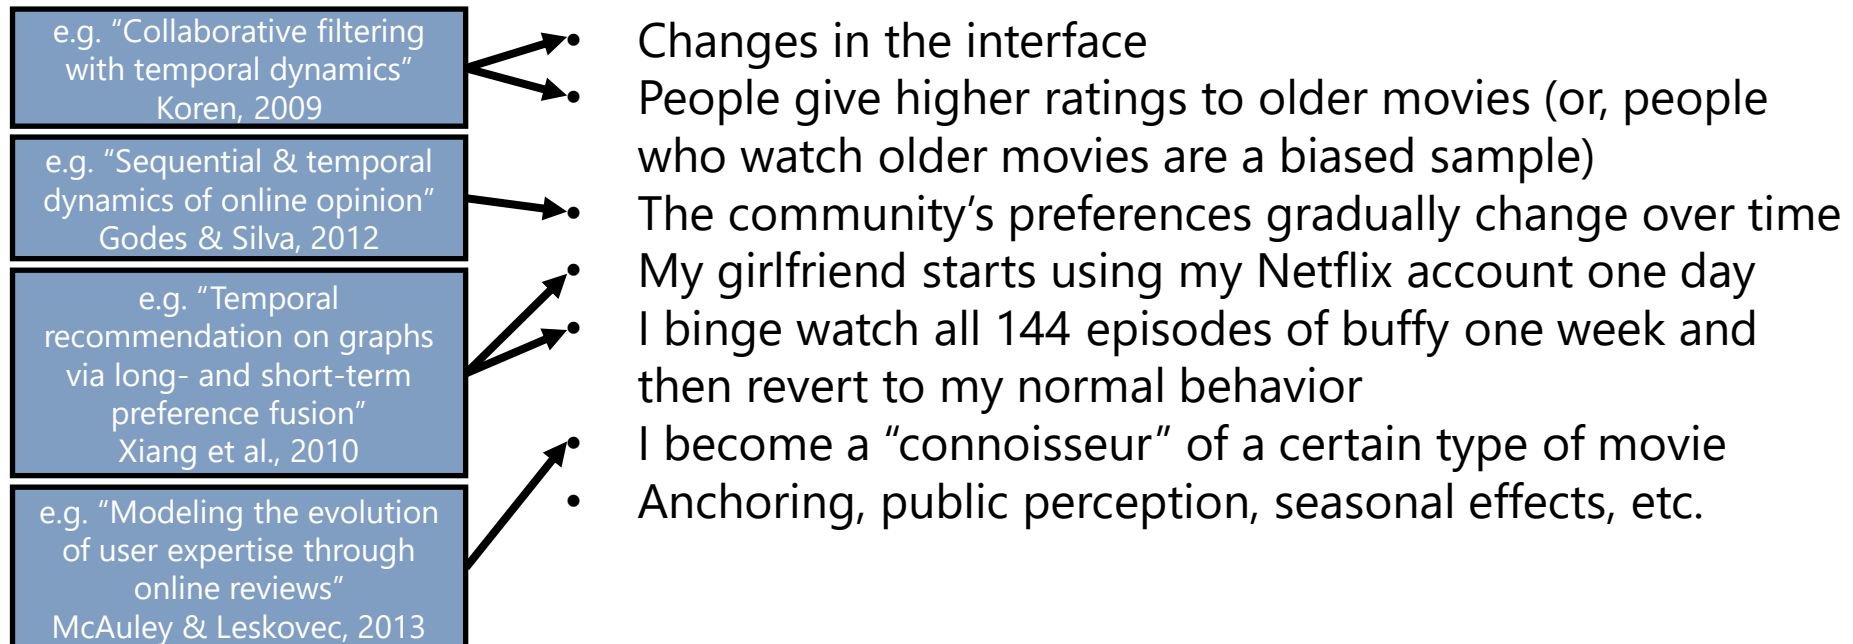 e.g. “Collaborative filtering
with temporal dynamics”
Koren, 2009
e.g. “Sequential & temporal
dynamics of online opinion”
Godes & Silva, 2012
e.g. “Temporal
recommendation on graphs
via long- and short-term
preference fusion”
Xiang et al., 2010
e.g. “Modeling the evolution
of user expertise through
online reviews”
McAuley & Leskovec, 2013
• Changes in the interface
• People give higher ratings to older movies (or, people
who watch older movies are a biased sample)
• The community’s preferences gradually change over time
• My girlfriend starts using my Netflix account one day
• I binge watch all 144 episodes of buffy one week and
then revert to my normal behavior
• I become a “connoisseur” of a certain type of movie
• Anchoring, public perception, seasonal effects, etc.